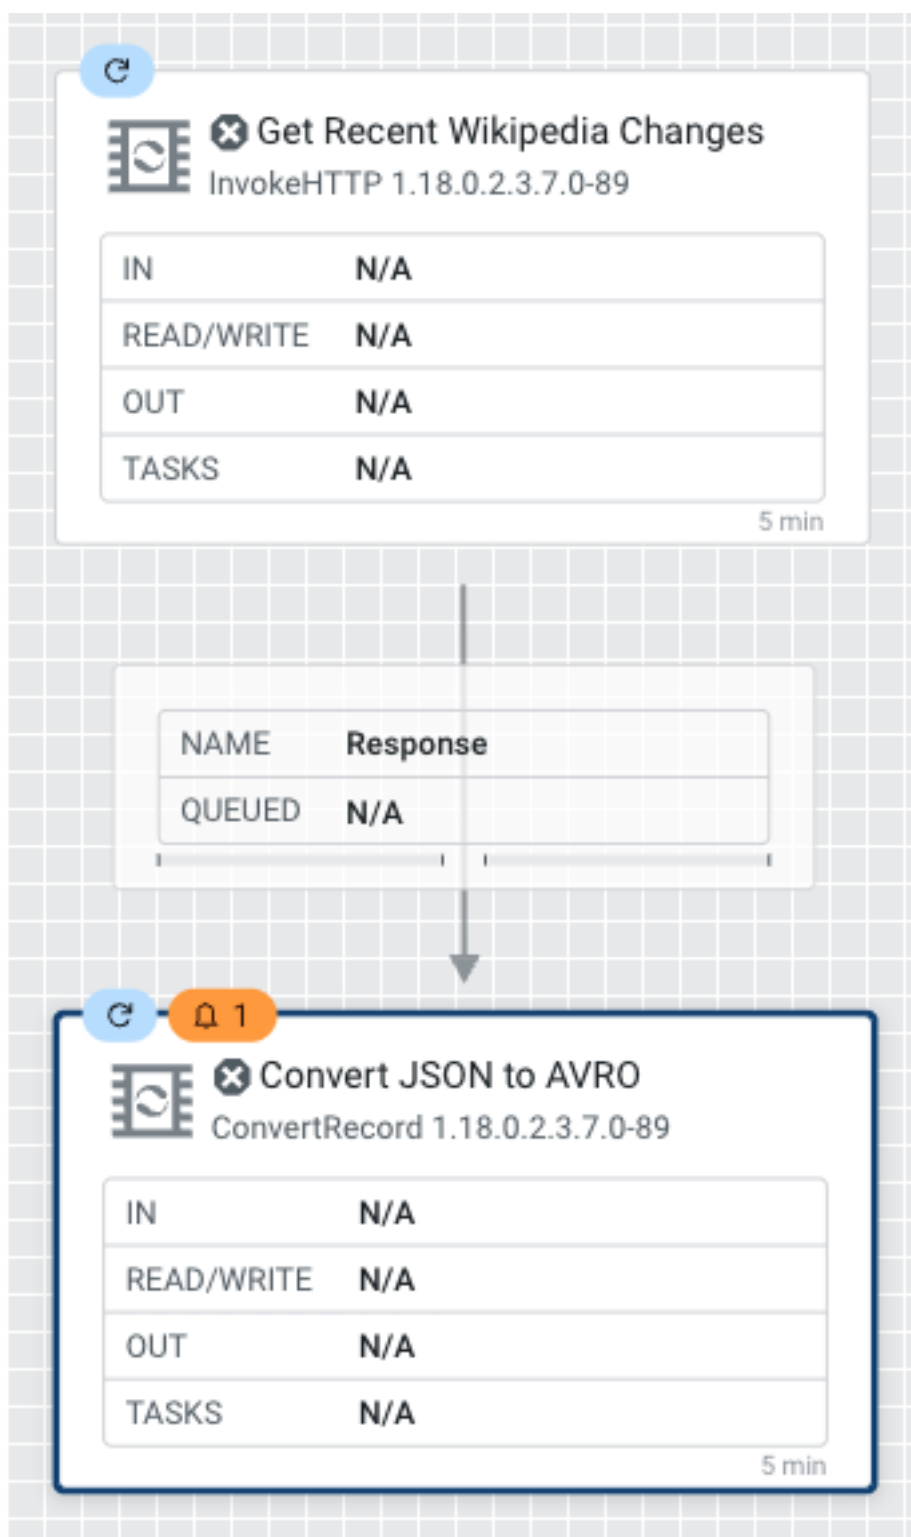 Get Recent Wikipedia Changes
InvokeHTTP 1.18.0.2.3.7.0-89
IN N/A
READ/WRITE N/A
OUT N/A
TASKS N/A
5 min
NAME Response
QUEUED N/A
1
Convert JSON to AVRO
ConvertRecord 1.18.0.2.3.7.0-89
IN N/A
READ/WRITE N/A
OUT N/A
TASKS N/A
5 min